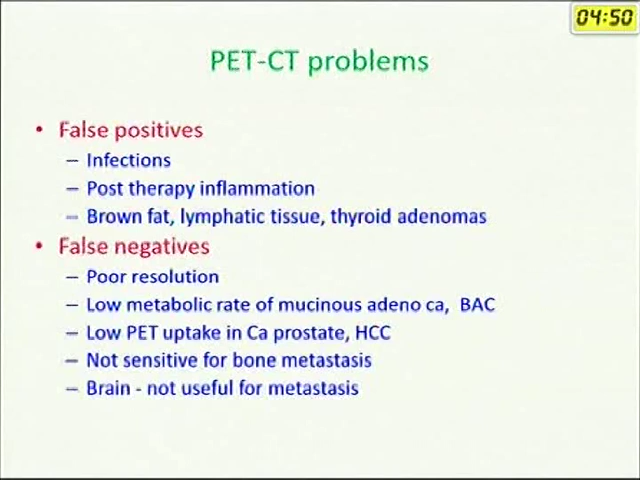 04:50
PET-CT problems
• False positives
– Infections
– Post therapy inflammation
– Brown fat, lymphatic tissue, thyroid adenomas
• False negatives
– Poor resolution
– Low metabolic rate of mucinous adeno ca, BAC
– Low PET uptake in Ca prostate, HCC
– Not sensitive for bone metastasis
– Brain - not useful for metastasis